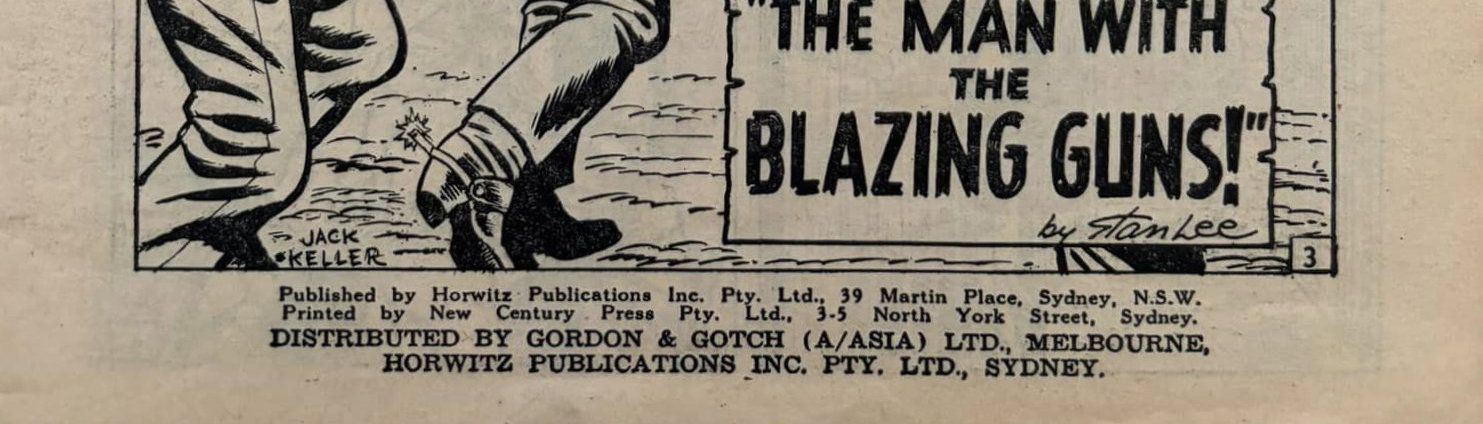 "THE MAN WITH
THE
BLAZING GUNS!"
by Stan Lee
JACK
KELLER
3
Published by Horwitz Publications Inc. Pty. Ltd., 39 Martin Place, Sydney, N.S.W.
Printed by New Century Press Pty. Ltd., 3-5 North York Street, Sydney.
DISTRIBUTED BY GORDON & GOTCH (A/ASIA) LTD., MELBOURNE,
HORWITZ PUBLICATIONS INC. PTY. LTD., SYDNEY.